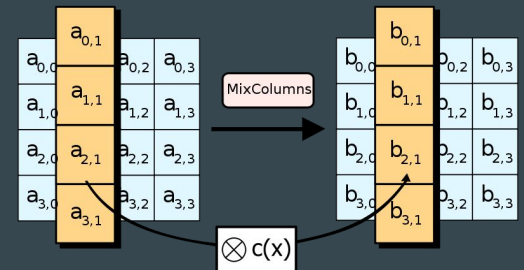 a0,1 b0,1
a0,0 a0,2 a0,3 b0,0 b0,2 b0,3
MixColumns
a1,1 b1,1
a1,0 a1,2 a1,3 b1,0 b1,2 b1,3
a2,0 a2,1 a2,2 a2,3 b2,0 b2,1 b2,2 b2,3
a3,0 a3,2 a3,3 b3,0 b3,2 b3,3
a3,1 b3,1
⊗ c(x)